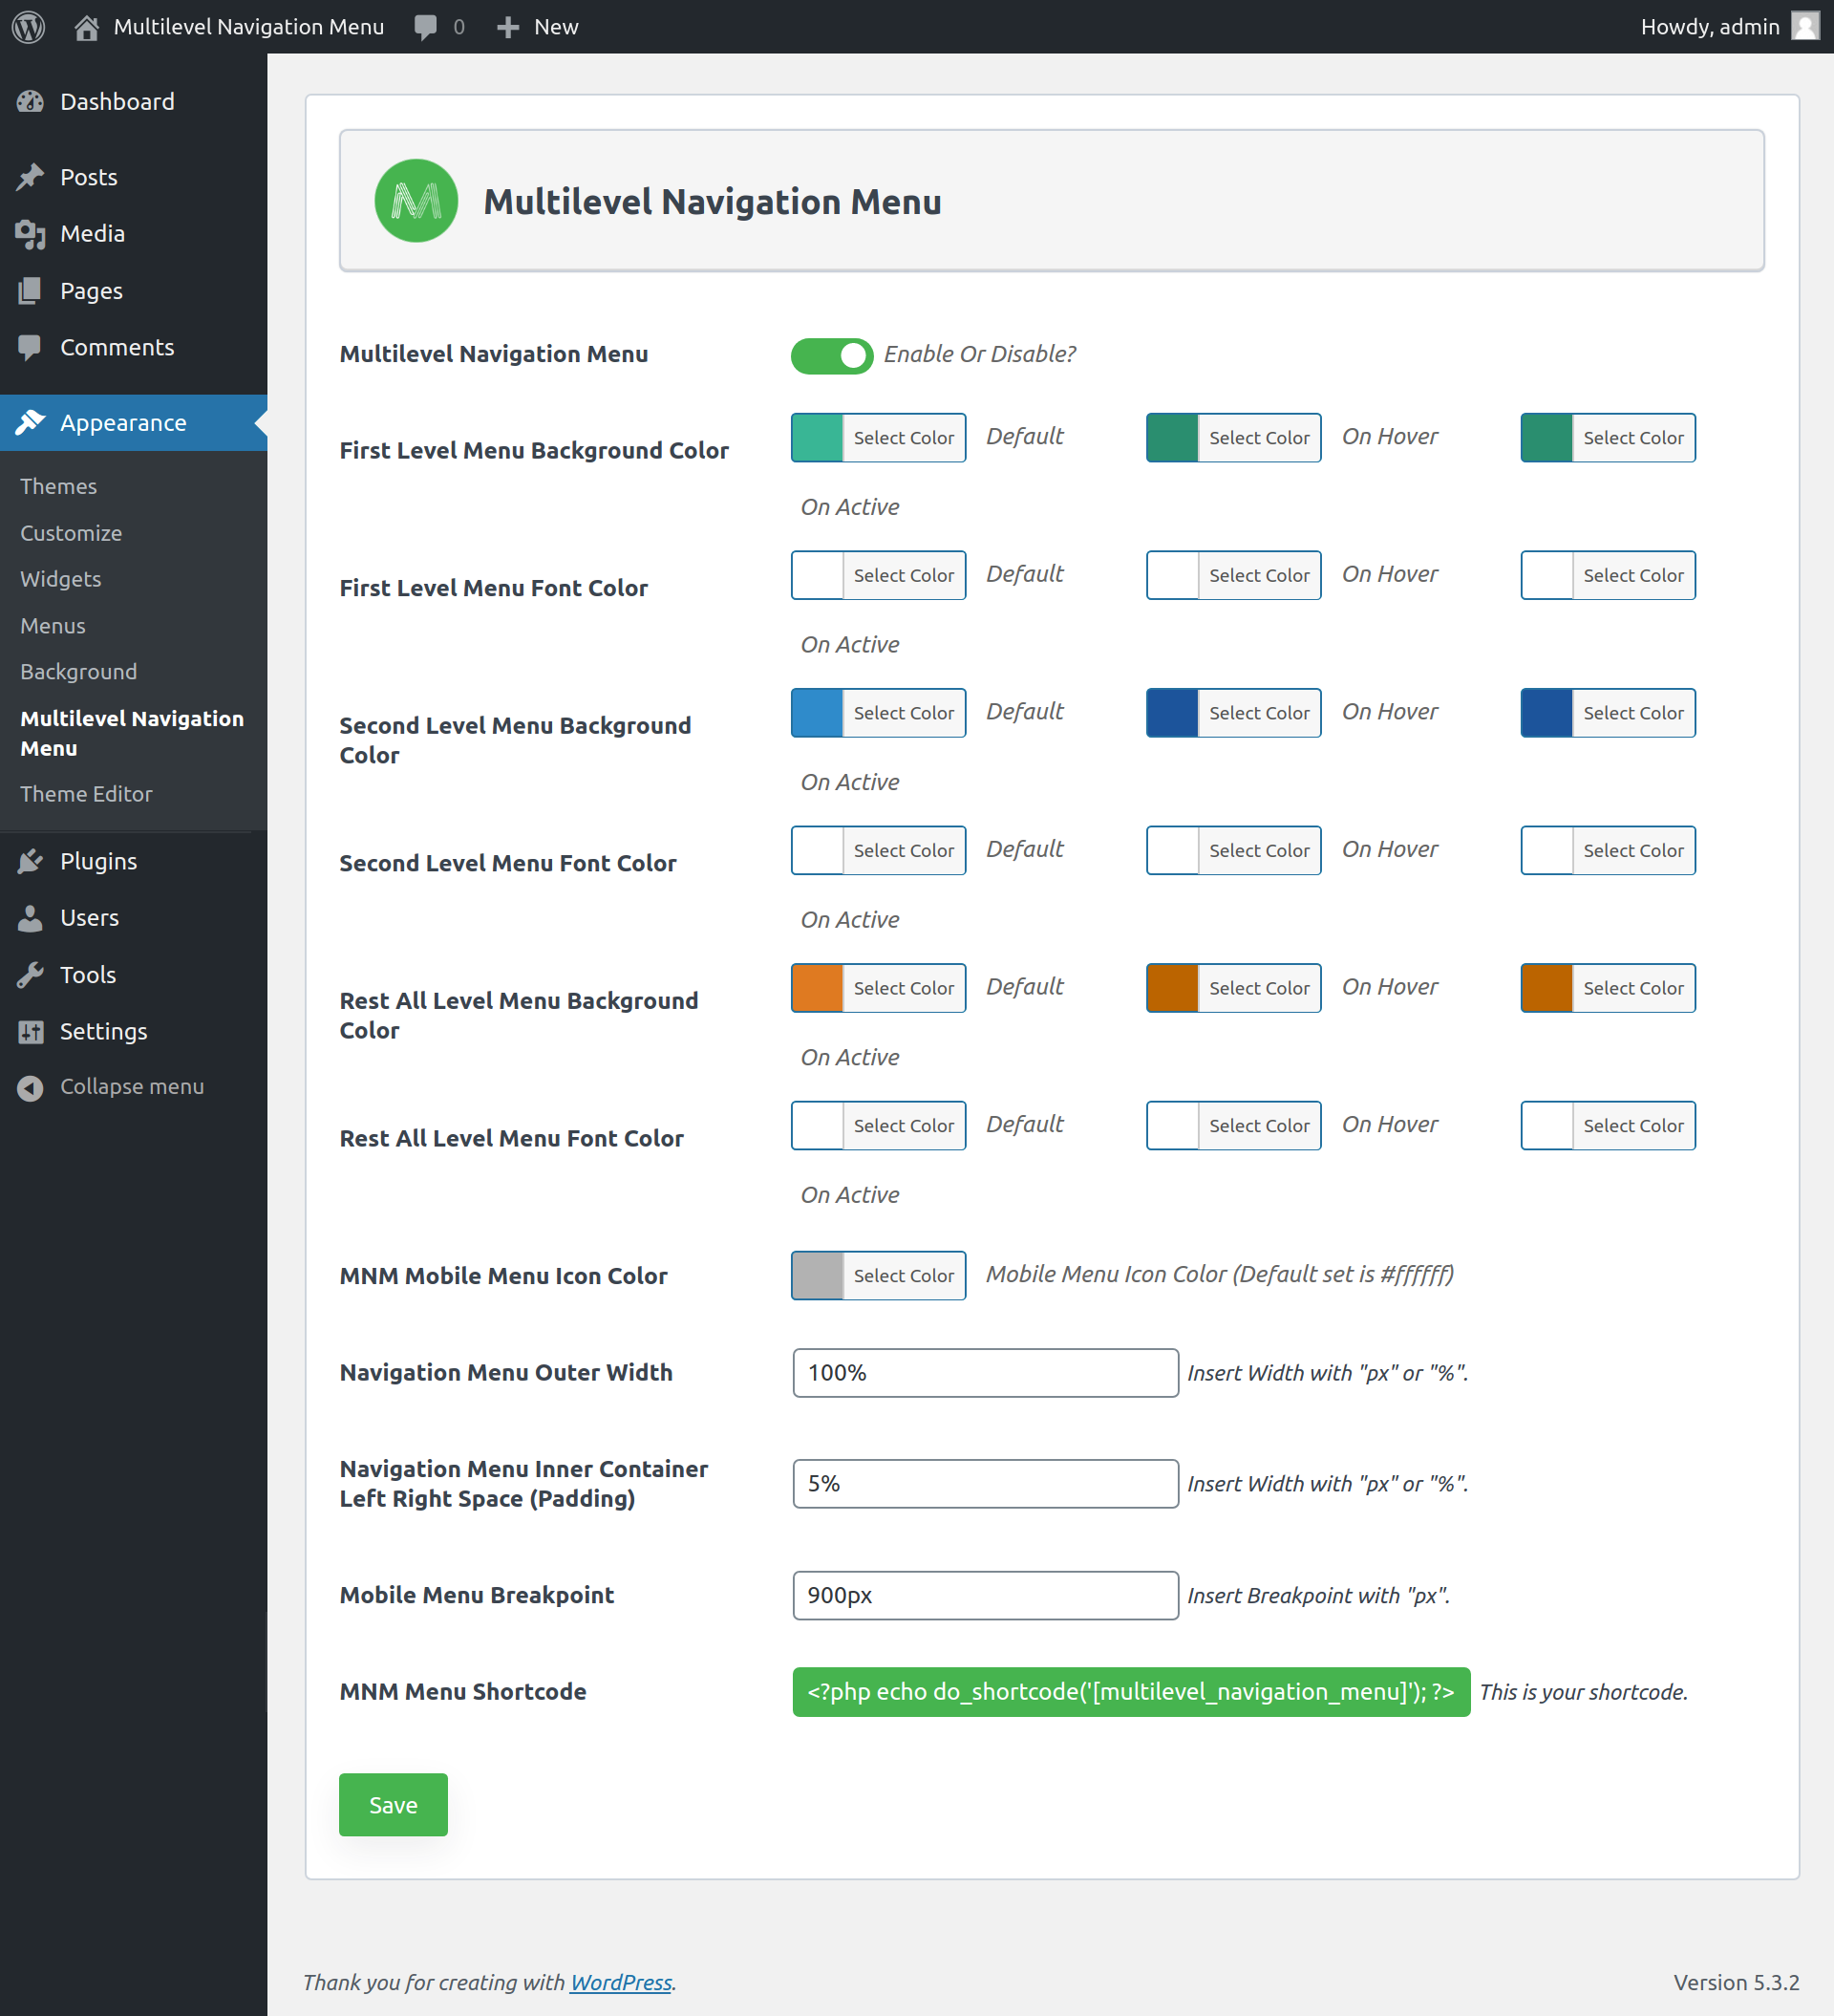 Multilevel Navigation Menu 0 New Howdy, admin
Dashboard
Posts
Media
Pages
Comments
Appearance
Themes
Customize
Widgets
Menus
Background
Multilevel Navigation
Menu
Theme Editor
Plugins
Users
Tools
Settings
Collapse menu
Multilevel Navigation Menu
Multilevel Navigation Menu Enable Or Disable?
First Level Menu Background Color Select Color Default Select Color On Hover Select Color
On Active
First Level Menu Font Color Select Color Default Select Color On Hover Select Color
On Active
Second Level Menu Background
Color
Select Color Default Select Color On Hover Select Color
On Active
Second Level Menu Font Color Select Color Default Select Color On Hover Select Color
On Active
Rest All Level Menu Background
Color
Select Color Default Select Color On Hover Select Color
On Active
Rest All Level Menu Font Color Select Color Default Select Color On Hover Select Color
On Active
MNM Mobile Menu Icon Color Select Color Mobile Menu Icon Color (Default set is #ffffff)
Navigation Menu Outer Width 100% Insert Width with "px" or "%".
Navigation Menu Inner Container
Left Right Space (Padding)
5% Insert Width with "px" or "%".
Mobile Menu Breakpoint 900px Insert Breakpoint with "px".
MNM Menu Shortcode <?php echo do_shortcode('[multilevel_navigation_menu]'); ?> This is your shortcode.
Save
Thank you for creating with WordPress. Version 5.3.2